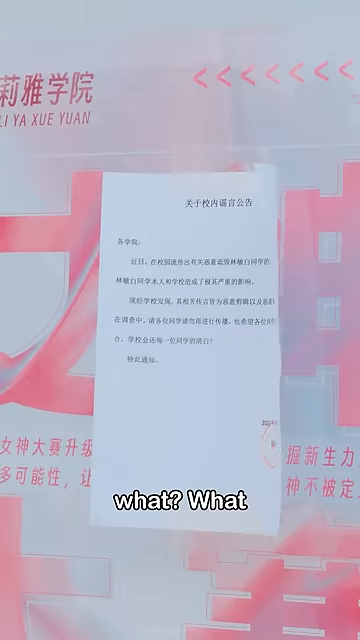 莉雅学院
LI YA XUE YUAN
关于校内谣言公告
各学院:
近日,在校园流传出有关恶意诋毁林敏白同学的
林敏白同学本人和学校造成了极其严重的影响。
现经学校发现,其相关传言皆为恶意剪辑以及恶
在调查中,请各位同学请勿再进行传播,也希望各位同
合。学校会还每一位同学的清白!
特此通知。
女神大赛升级
掘新生力
多可能性,让
神不被定
what? What